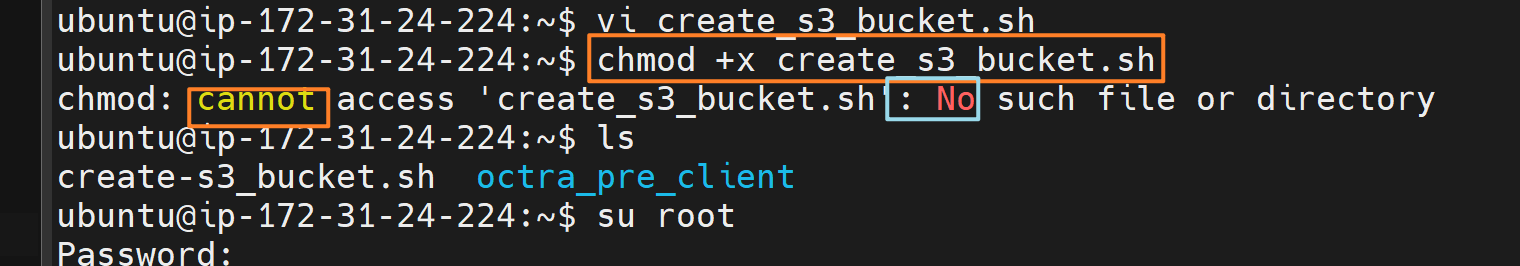 ubuntu@ip-172-31-24-224:~$ vi create_s3_bucket.sh
ubuntu@ip-172-31-24-224:~$ chmod +x create_s3_bucket.sh
chmod: cannot access 'create_s3_bucket.sh': No such file or directory
ubuntu@ip-172-31-24-224:~$ ls
create-s3_bucket.sh  octra_pre_client
ubuntu@ip-172-31-24-224:~$ su root
Password: